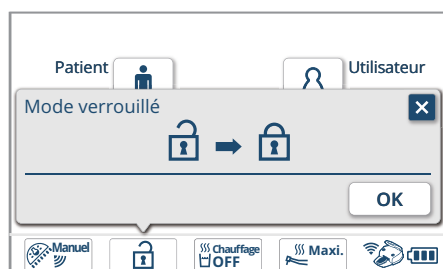 Patient
Utilisateur
Mode verrouillé
OK
Manuel
Chauffage
OFF
Maxi.